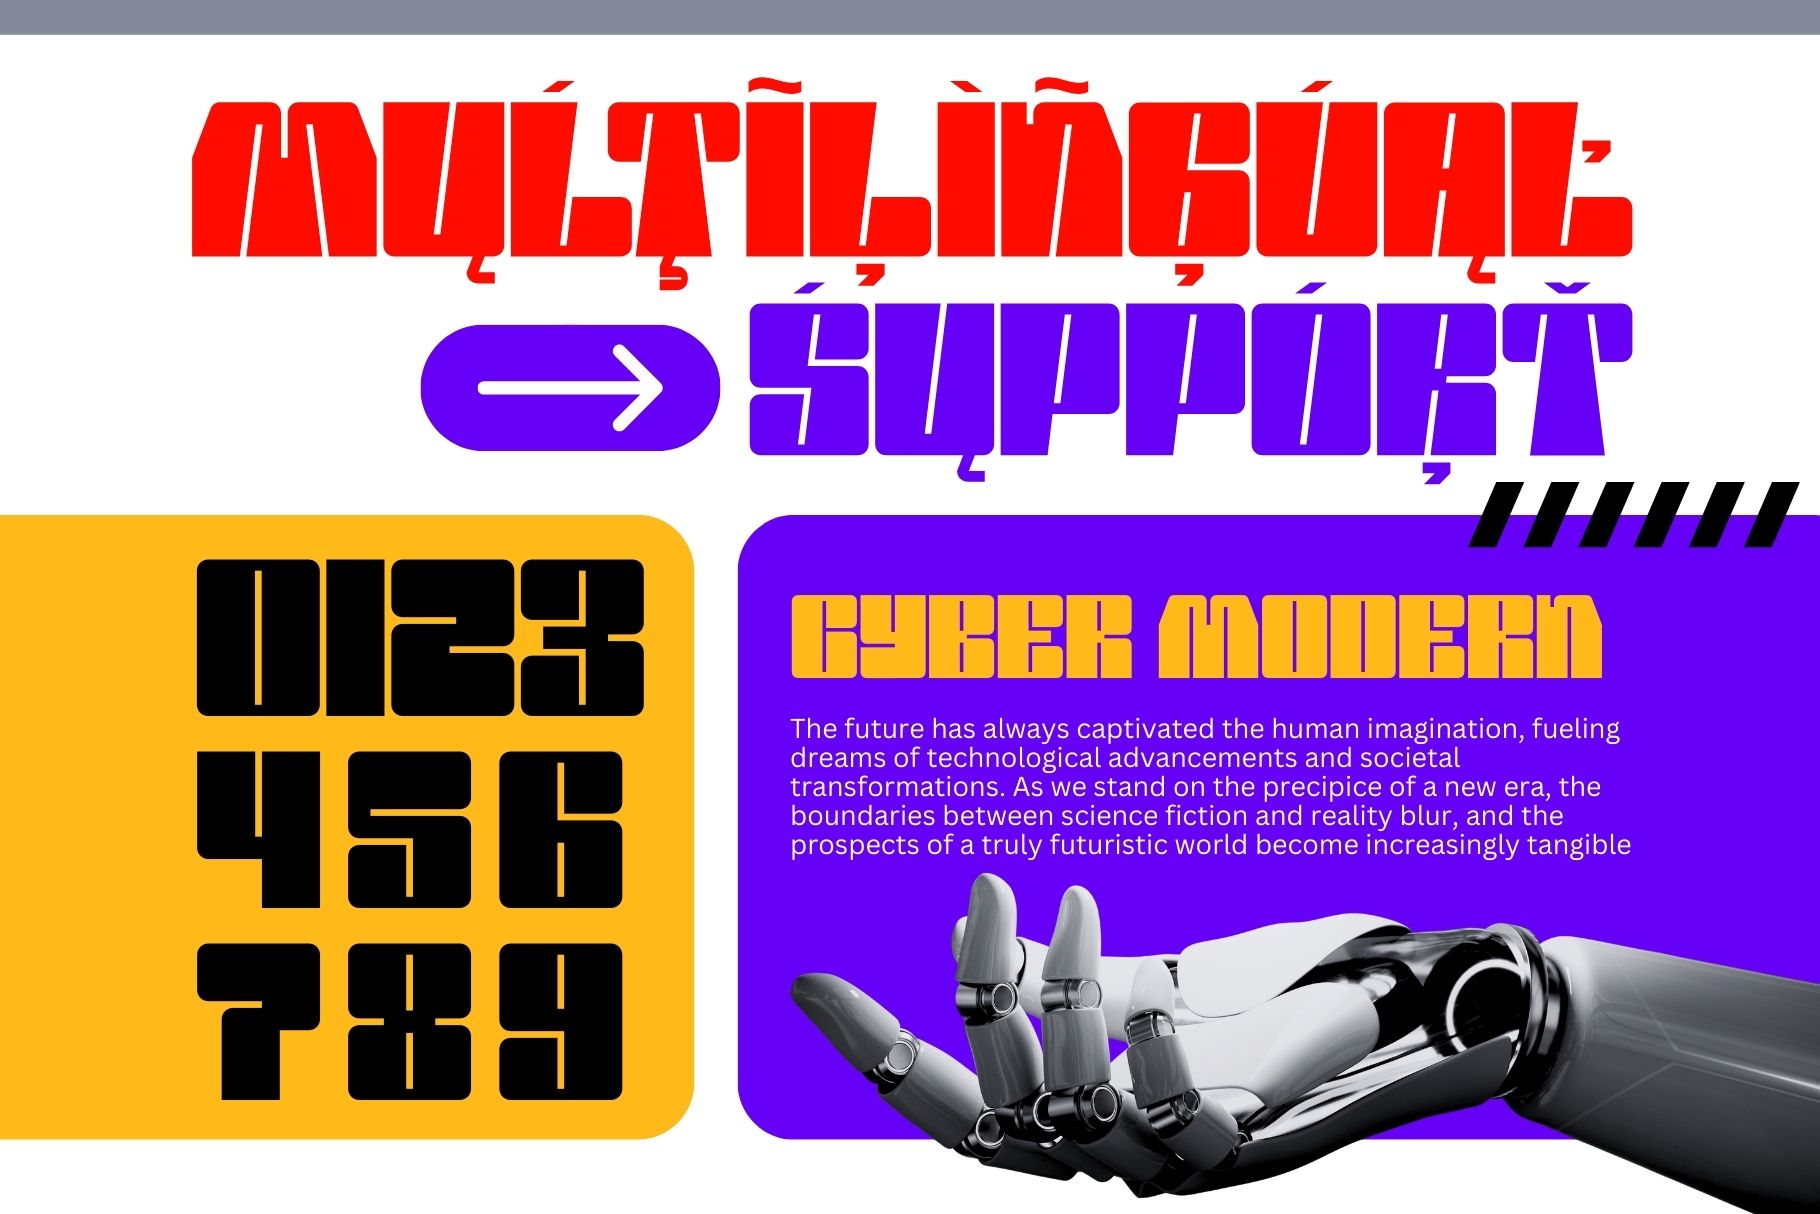 MŲĹŢĨĻÌÑĢÚĄĽ
ŚŲPPÓŖŤ
0123
456
789
CYBER MODERN
The future has always captivated the human imagination, fueling
dreams of technological advancements and societal
transformations. As we stand on the precipice of a new era, the
boundaries between science fiction and reality blur, and the
prospects of a truly futuristic world become increasingly tangible